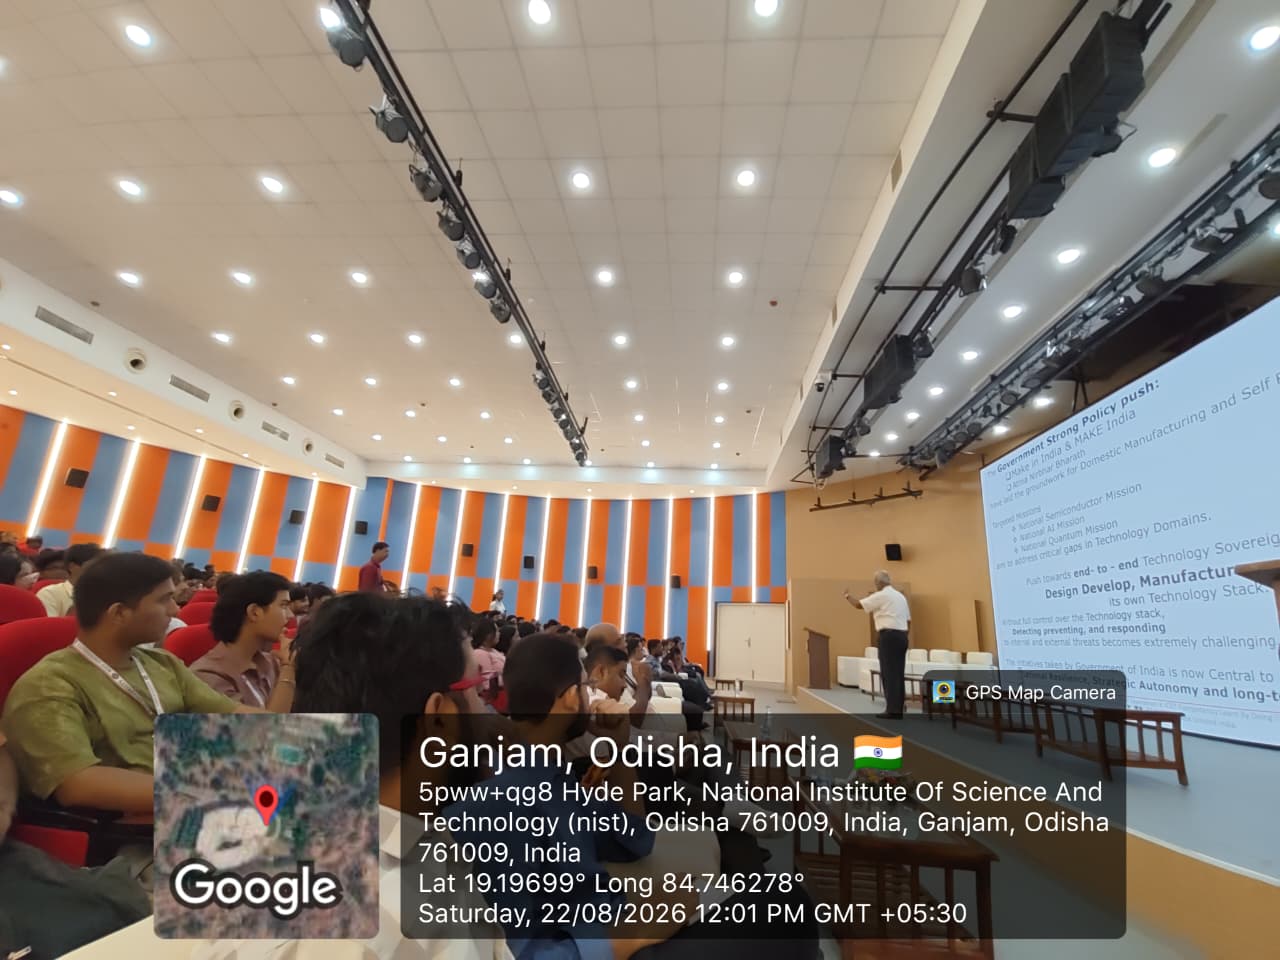 The Government Strong Policy push:
Make in India & MAKE India
Atma Nirbhar Bharath
have laid the groundwork for Domestic Manufacturing and Self
Targeted Missions
National Semiconductor Mission
National AI Mission
National Quantum Mission
aim to address critical gaps in Technology Domains.
Push towards end- to - end Technology Sovereig
Design Develop, Manufactur
its own Technology Stack.
Without full control over the Technology stack,
Detecting preventing, and responding
to internal and external threats becomes extremely challenging
The initiatives taken by Government of India is now Central to
National Resilience, Strategic Autonomy and long-t
GPS Map Camera
Google
Ganjam, Odisha, India
5pww+qg8 Hyde Park, National Institute Of Science And
Technology (nist), Odisha 761009, India, Ganjam, Odisha
761009, India
Lat 19.19699° Long 84.746278°
Saturday, 22/08/2026 12:01 PM GMT +05:30